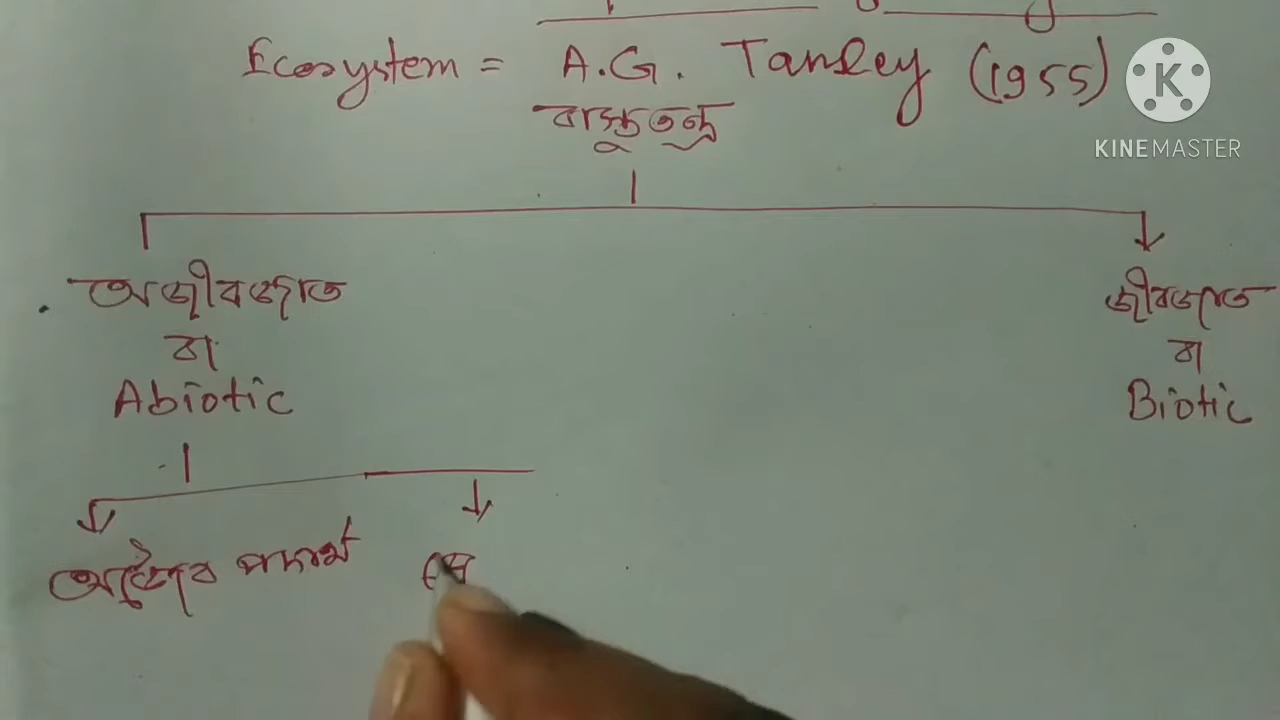 Ecosystem = A.G. Tansley (1955)
বাস্তুতন্ত্র
অজীবজাত
বা
Abiotic
জীবজাত
বা
Biotic
অজৈব পদার্থ
K
KINEMASTER